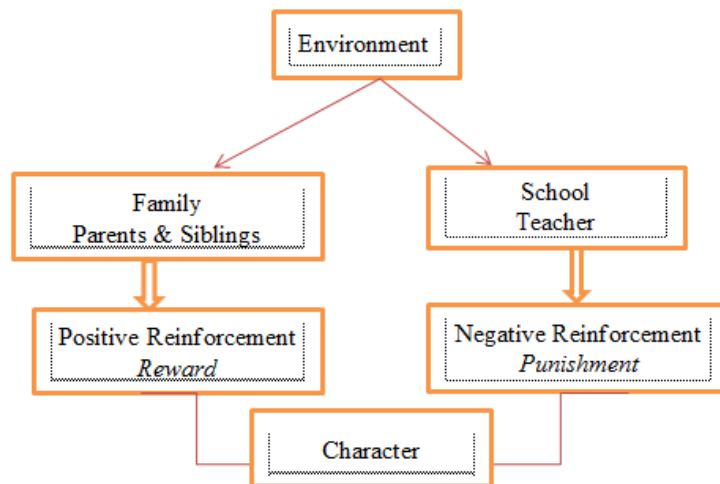 Environment
Family
Parents & Siblings
School
Teacher
Positive Reinforcement
Reward
Negative Reinforcement
Punishment
Character